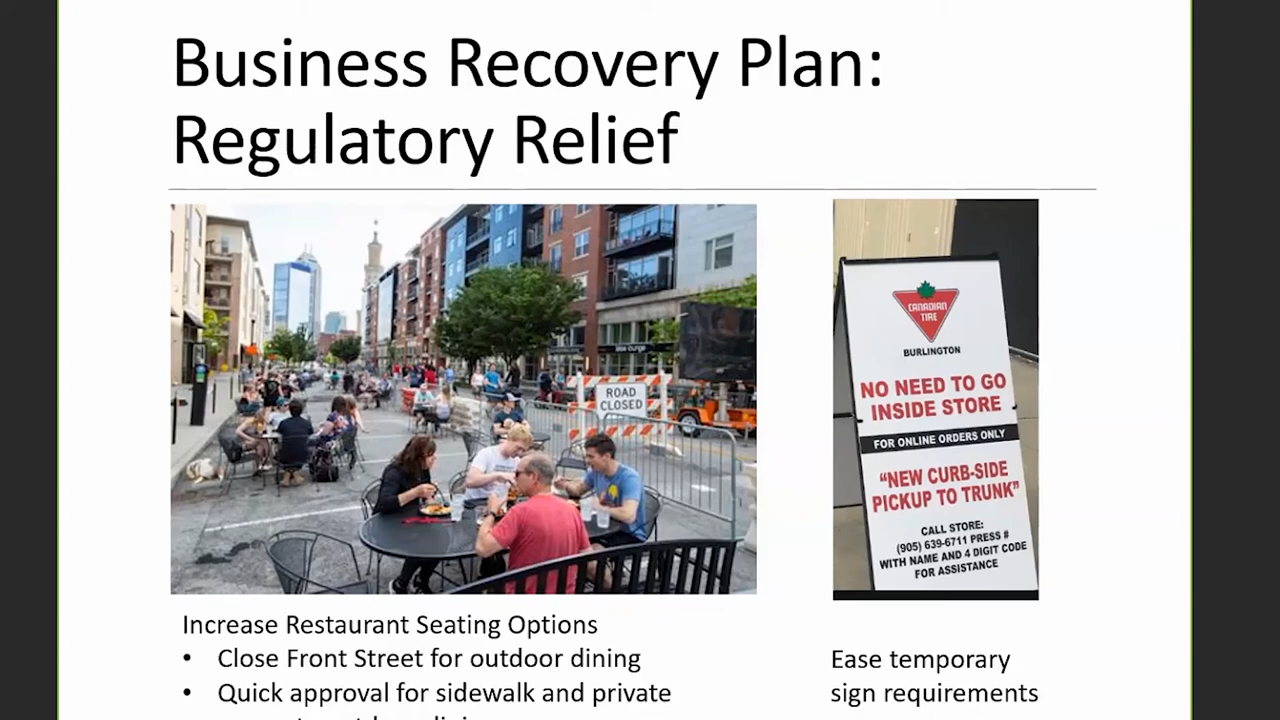 Business Recovery Plan:
Regulatory Relief
ROAD
CLOSED
CANADIAN
TIRE
BURLINGTON
NO NEED TO GO
INSIDE STORE
FOR ONLINE ORDERS ONLY
“NEW CURB-SIDE
PICKUP TO TRUNK”
CALL STORE:
(905) 639-6711 PRESS #
WITH NAME AND 4 DIGIT CODE
FOR ASSISTANCE
Increase Restaurant Seating Options
• Close Front Street for outdoor dining
• Quick approval for sidewalk and private
Ease temporary
sign requirements